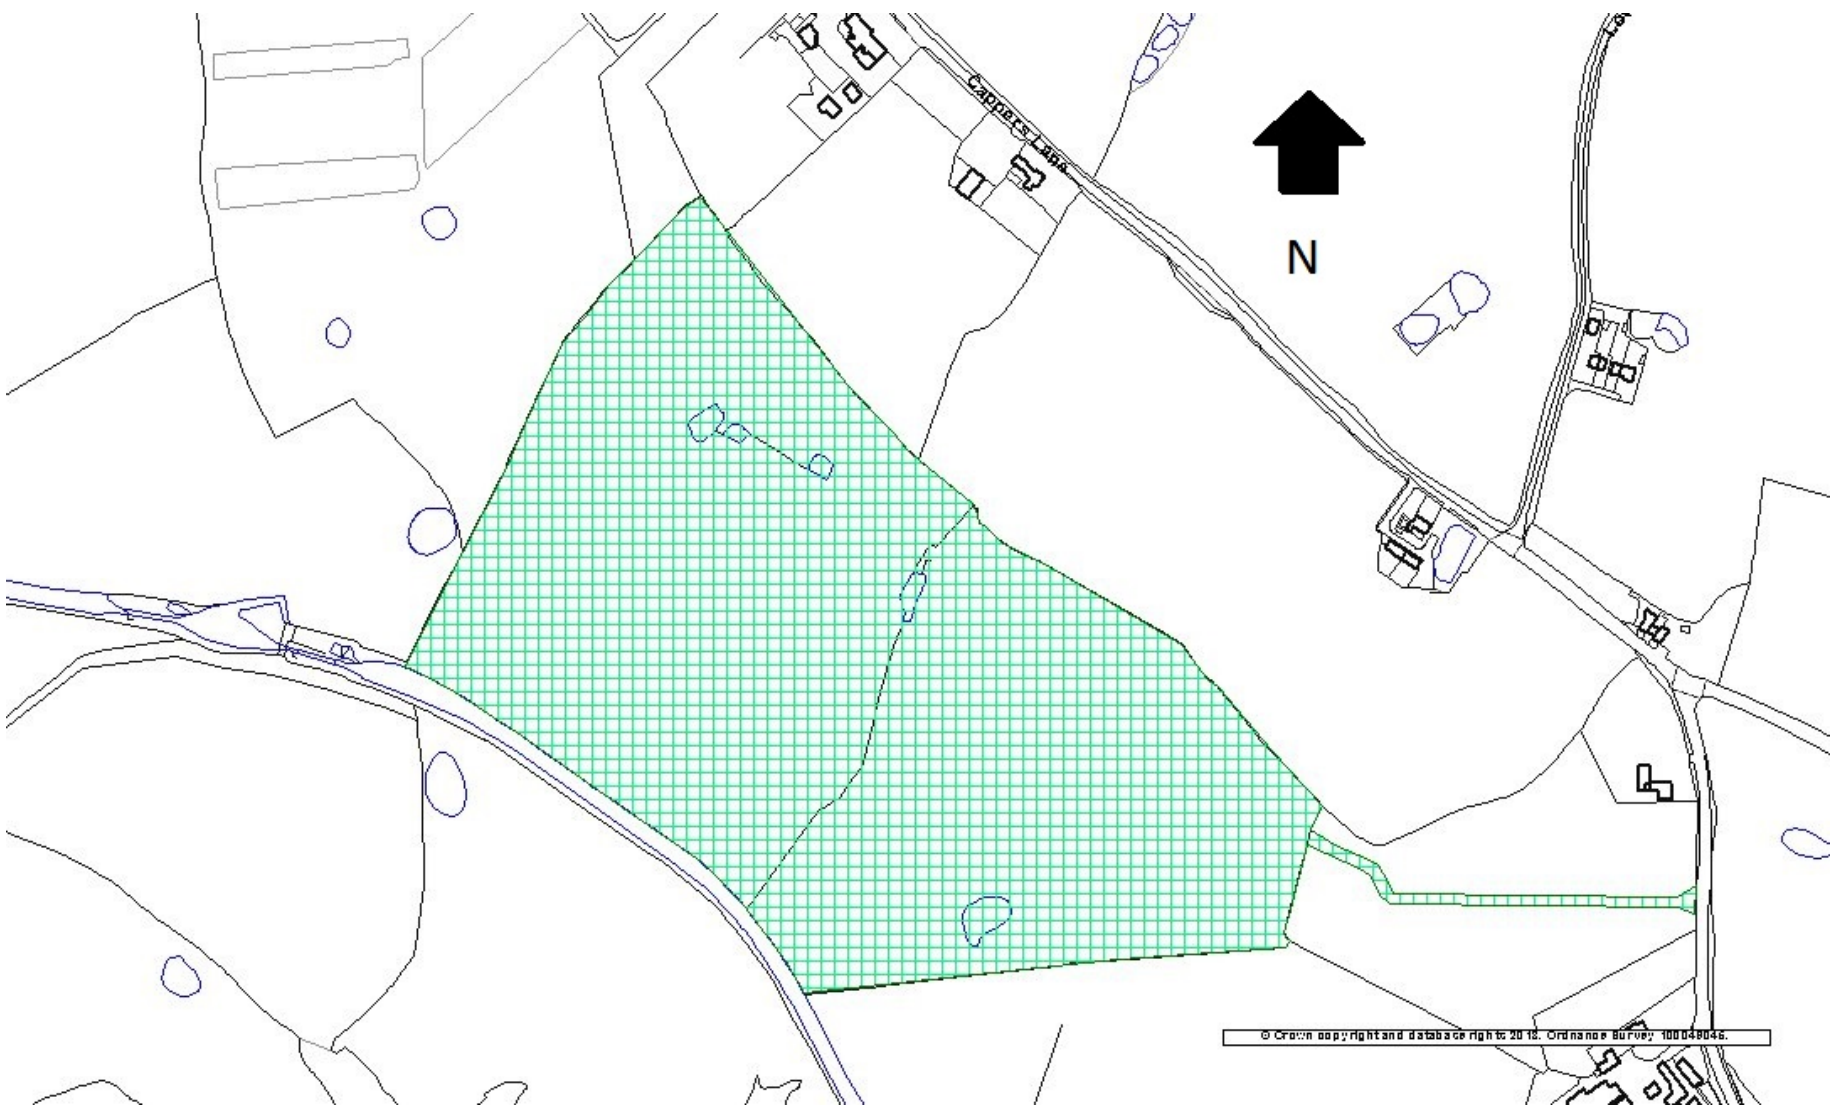 Cappers Lane
N
© Crown copyright and database rights 2018. Ordnance Survey 100049046.